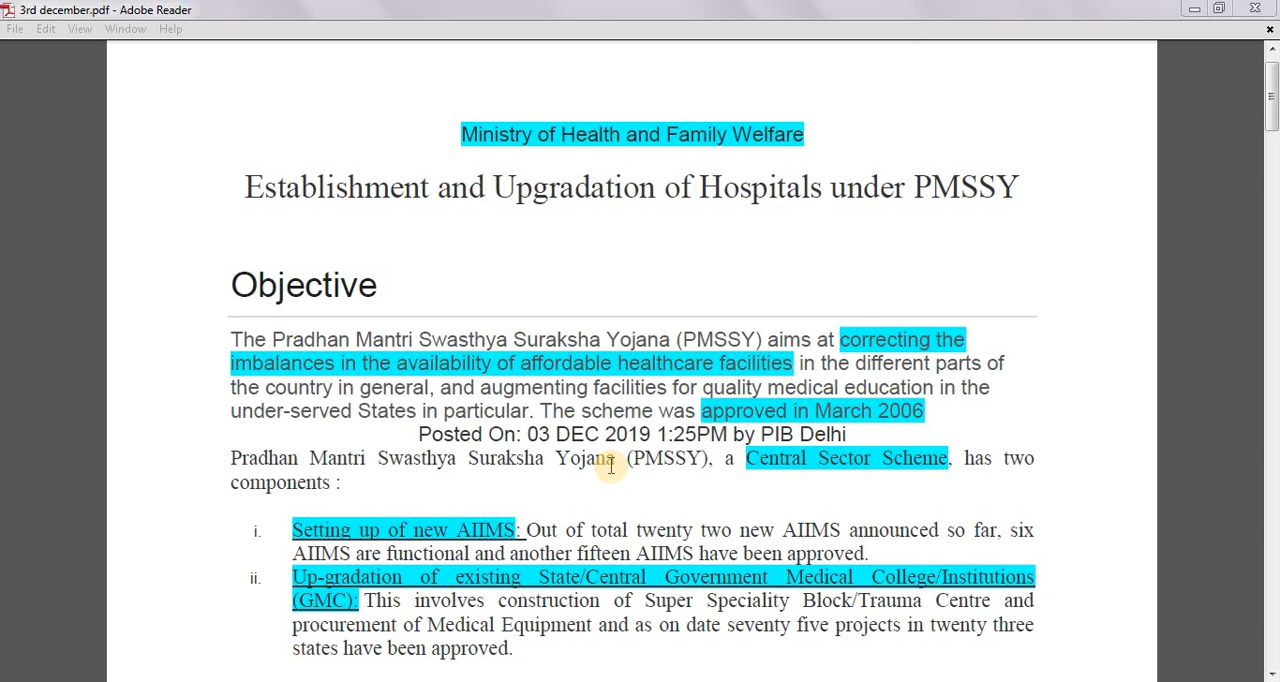 3rd december.pdf - Adobe Reader
File Edit View Window Help
Ministry of Health and Family Welfare
Establishment and Upgradation of Hospitals under PMSSY
Objective
The Pradhan Mantri Swasthya Suraksha Yojana (PMSSY) aims at correcting the
imbalances in the availability of affordable healthcare facilities in the different parts of
the country in general, and augmenting facilities for quality medical education in the
under-served States in particular. The scheme was approved in March 2006
Posted On: 03 DEC 2019 1:25PM by PIB Delhi
Pradhan Mantri Swasthya Suraksha Yojana (PMSSY), a Central Sector Scheme, has two
components :
i. Setting up of new AIIMS: Out of total twenty two new AIIMS announced so far, six
AIIMS are functional and another fifteen AIIMS have been approved.
ii. Up-gradation of existing State/Central Government Medical College/Institutions
(GMC): This involves construction of Super Speciality Block/Trauma Centre and
procurement of Medical Equipment and as on date seventy five projects in twenty three
states have been approved.